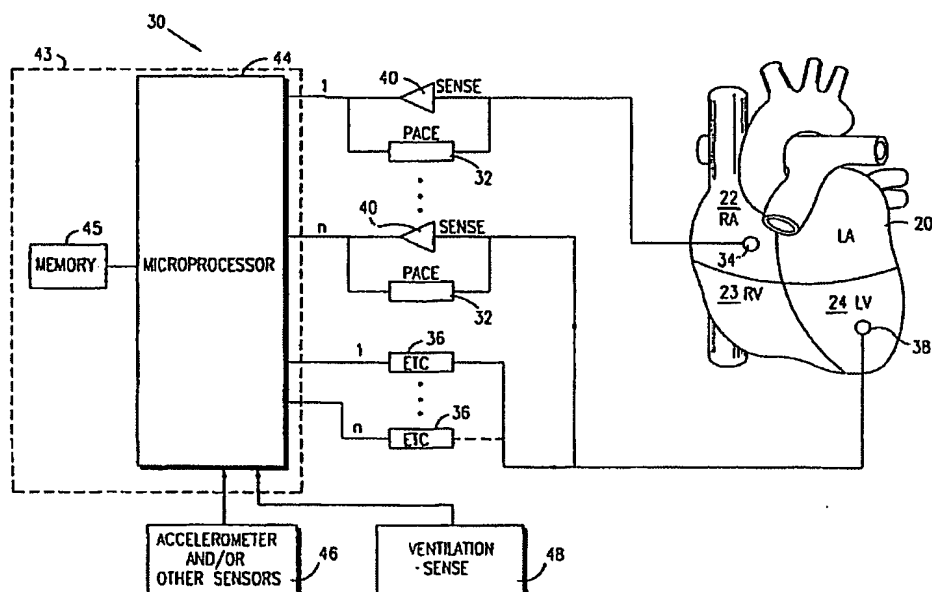 30
43
44
1
40
SENSE
PACE
32
40
SENSE
n
PACE
32
45
MEMORY
MICROPROCESSOR
1
36
ETC
36
n
ETC
22
RA
34
LA
20
23 RV
24 LV
38
ACCELEROMETER
AND/OR
OTHER SENSORS
46
VENTILATION
-SENSE
48